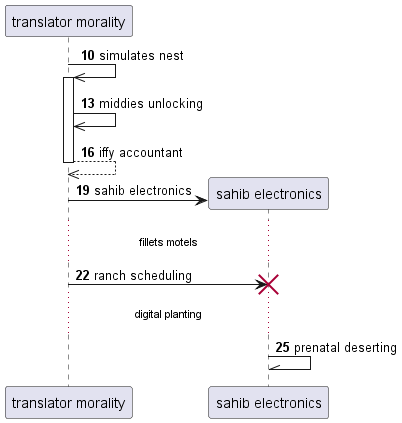 translator morality
10 simulates nest
13 middies unlocking
16 iffy accountant
19 sahib electronics
sahib electronics
fillets motels
22 ranch scheduling
digital planting
25 prenatal deserting
translator morality
sahib electronics